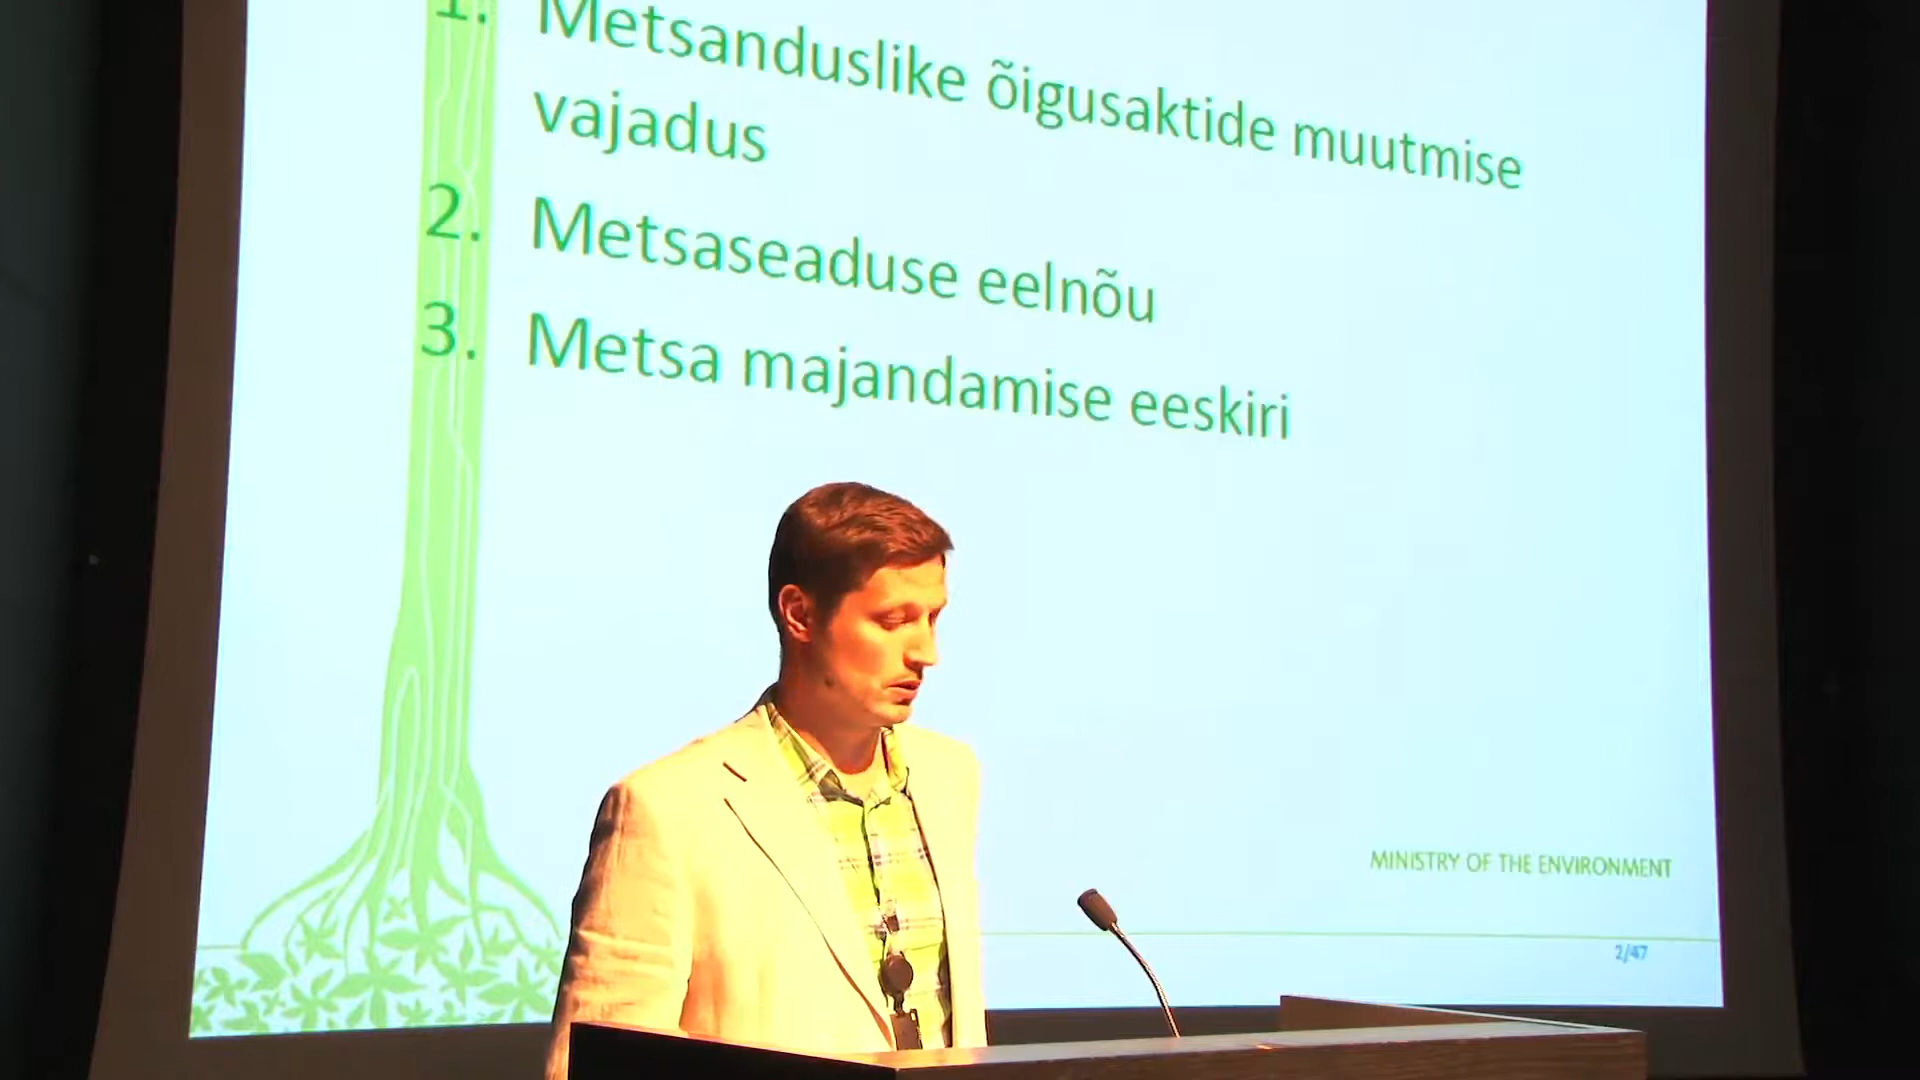 1. Metsanduslike õigusaktide muutmise
vajadus
2. Metsaseaduse eelnõu
3. Metsa majandamise eeskiri
MINISTRY OF THE ENVIRONMENT
2/47